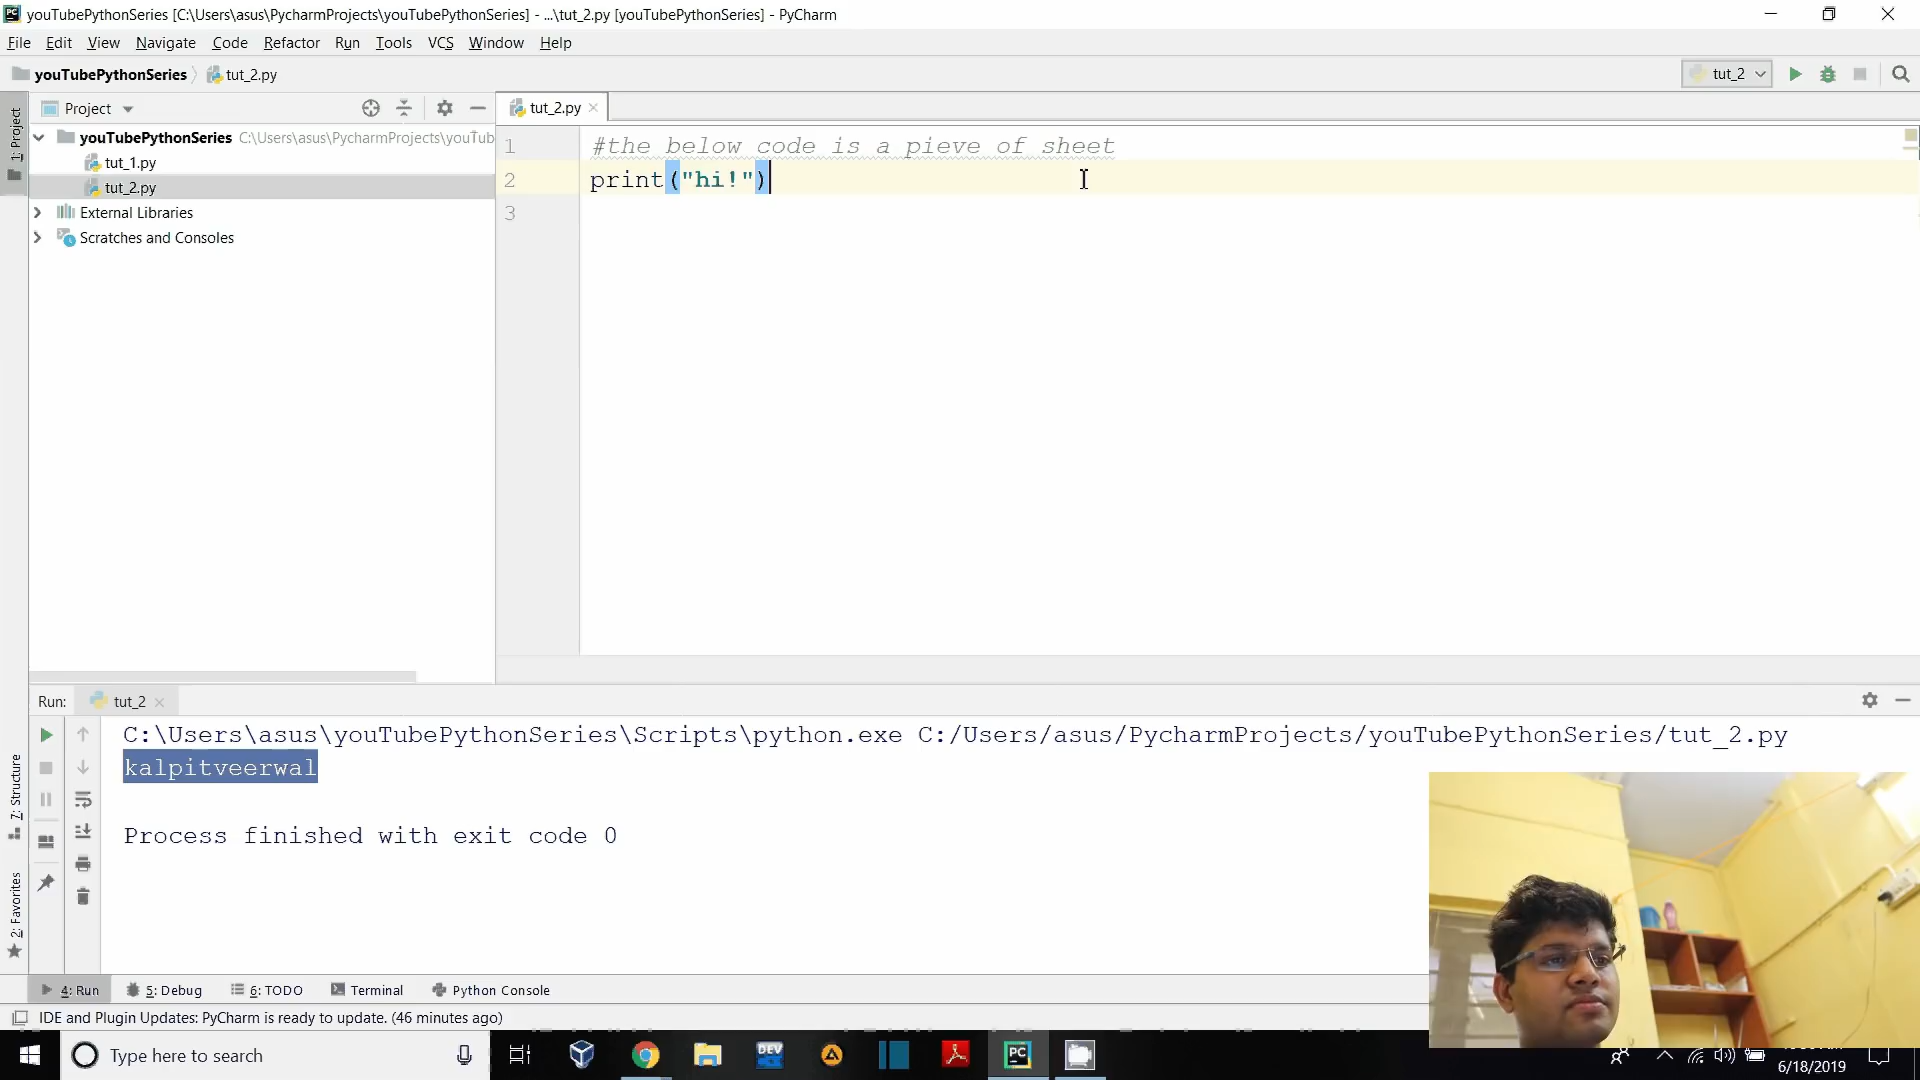 youTubePythonSeries [C:\Users\asus\PycharmProjects\youTubePythonSeries] - ...\tut_2.py [youTubePythonSeries] - PyCharm
File Edit View Navigate Code Refactor Run Tools VCS Window Help
youTubePythonSeries tut_2.py
tut_2
1: Project
Project
tut_2.py
youTubePythonSeries C:\Users\asus\PycharmProjects\youTub
tut_1.py
tut_2.py
External Libraries
Scratches and Consoles
1 #the below code is a pieve of sheet
2 print("hi!")
3
Run: tut_2
C:\Users\asus\youTubePythonSeries\Scripts\python.exe C:/Users/asus/PycharmProjects/youTubePythonSeries/tut_2.py
kalpitveerwal
Process finished with exit code 0
7: Structure
2: Favorites
4: Run 5: Debug 6: TODO Terminal Python Console
IDE and Plugin Updates: PyCharm is ready to update. (46 minutes ago)
Type here to search
DEV
PC
6/18/2019